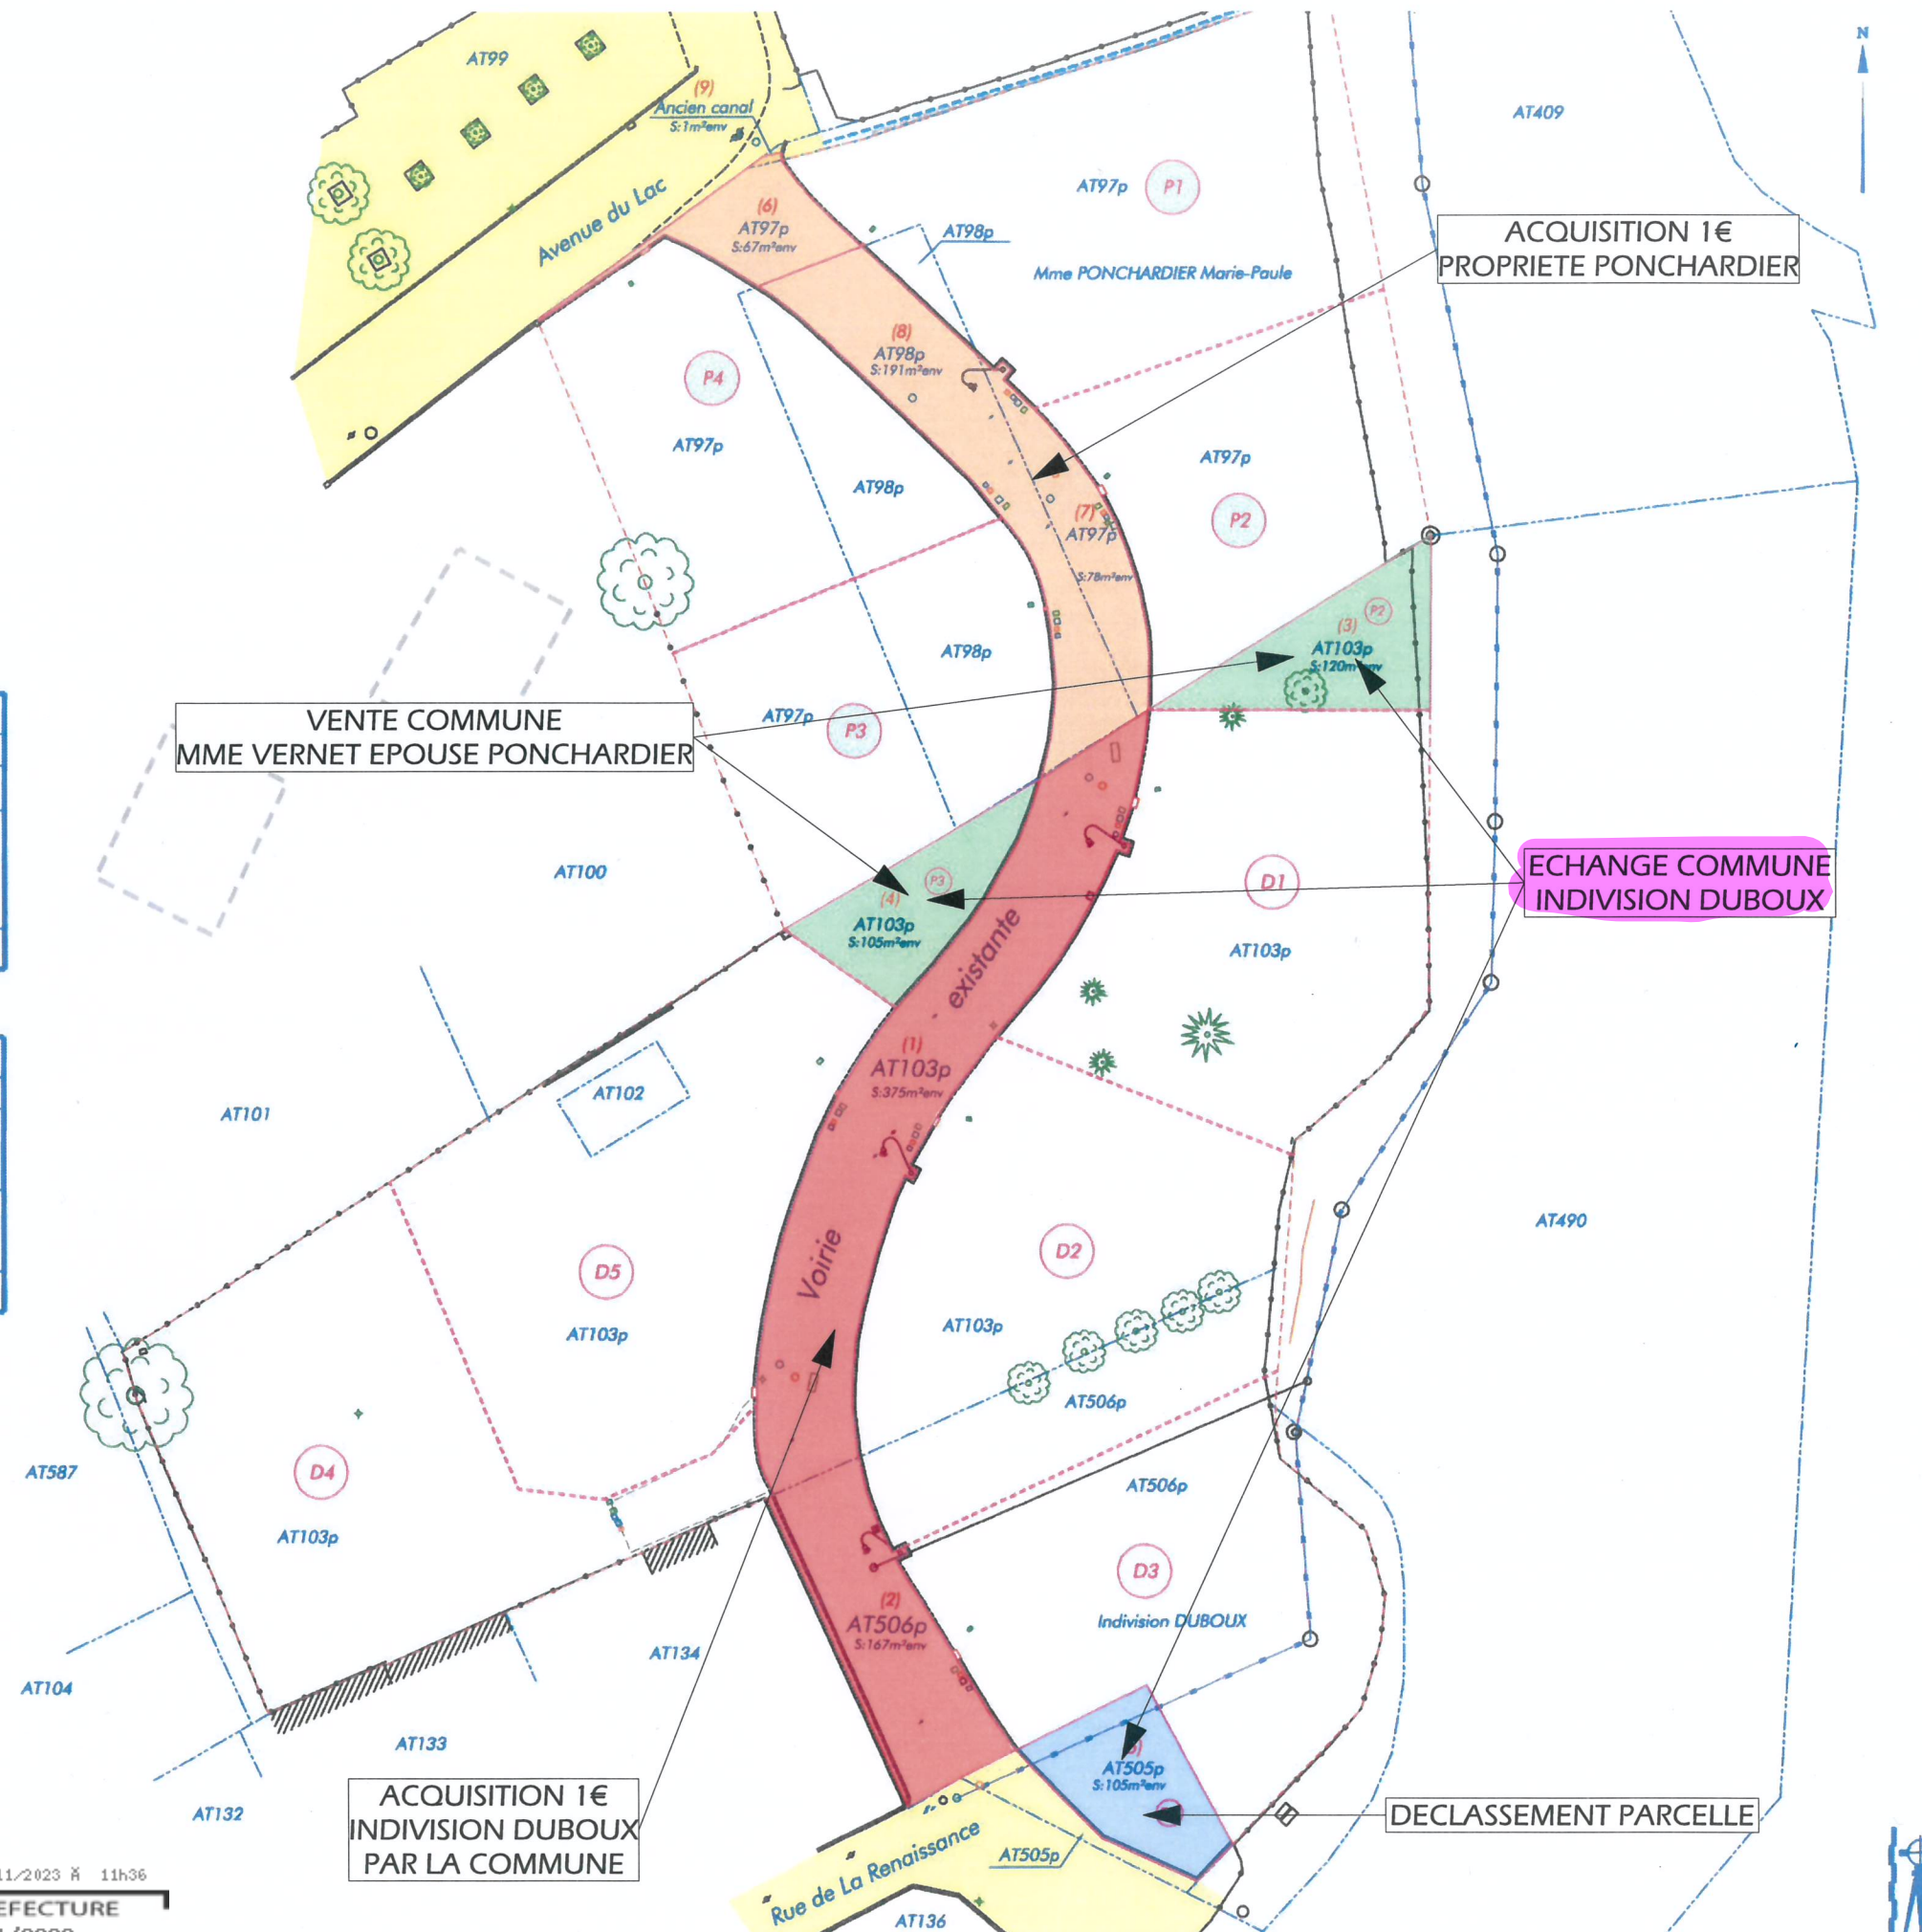 N
AT99
(9)
Ancien canal
S:1m²env
AT409
Avenue du Lac
(6)
AT97p
S:67m²env
AT97p
P1
AT98p
ACQUISITION 1€
PROPRIETE PONCHARDIER
Mme PONCHARDIER Marie-Paule
(8)
AT98p
S:191m²env
P4
AT97p
AT98p
AT97p
P2
(7)
AT97p
S:78m²env
P2
(3)
AT103p
S:120m²env
AT98p
VENTE COMMUNE
MME VERNET EPOUSE PONCHARDIER
AT97p
P3
AT100
P3
(4)
AT103p
S:105m²env
D1
AT103p
ECHANGE COMMUNE
INDIVISION DUBOUX
existante
(1)
AT103p
S:375m²env
AT102
AT101
AT490
D5
AT103p
Voirie
D2
AT103p
AT506p
AT587
D4
AT103p
AT506p
D3
Indivision DUBOUX
(2)
AT506p
S:167m²env
AT134
AT104
AT133
AT132
AT505p
S:105m²env
DECLASSEMENT PARCELLE
ACQUISITION 1€
INDIVISION DUBOUX
PAR LA COMMUNE
Rue de La Renaissance
AT505p
AT136
11/2023 À 11h36
EFECTURE